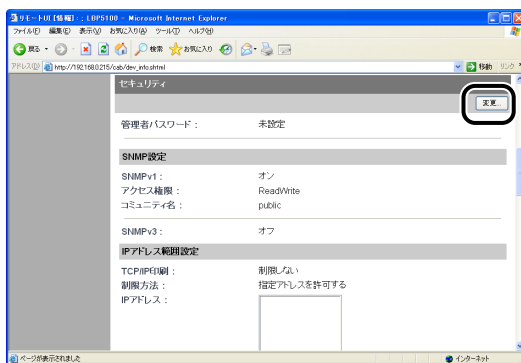 リモートUI [情報] : ; LBP5100 - Microsoft Internet Explorer
ファイル(F) 編集(E) 表示(V) お気に入り(A) ツール(T) ヘルプ(H)
戻る 検索 お気に入り
アドレス(D) http://192.168.0.215/cab/dev_info.shtml 移動 リンク
セキュリティ
変更...
管理者パスワード : 未設定
SNMP設定
SNMPv1 : オン
アクセス権限 : ReadWrite
コミュニティ名 : public
SNMPv3 : オフ
IPアドレス範囲設定
TCP/IP印刷 : 制限しない
制限方法 : 指定アドレスを許可する
IPアドレス :
ページが表示されました インターネット